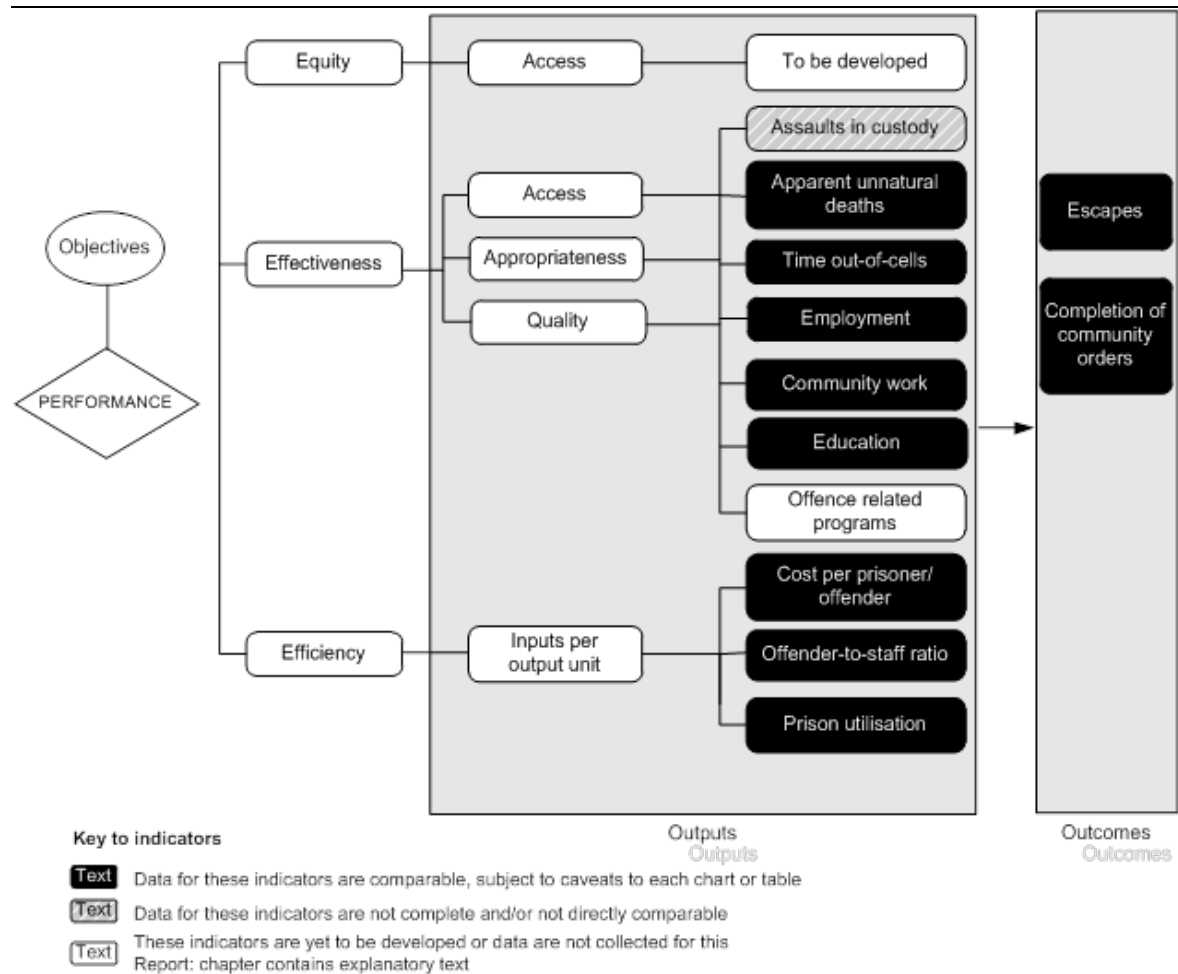 Equity
Access
To be developed
Assaults in custody
Access
Apparent unnatural
deaths
Escapes
Objectives
Effectiveness
Appropriateness
Time out-of-cells
Quality
Employment
Completion of
community
orders
PERFORMANCE
Community work
Education
Offence related
programs
Cost per prisoner/
offender
Efficiency
Inputs per
output unit
Offender-to-staff ratio
Prison utilisation
Outputs
Outputs
Outcomes
Outcomes
Key to indicators
Text Data for these indicators are comparable, subject to caveats to each chart or table
Text Data for these indicators are not complete and/or not directly comparable
Text These indicators are yet to be developed or data are not collected for this
Report: chapter contains explanatory text